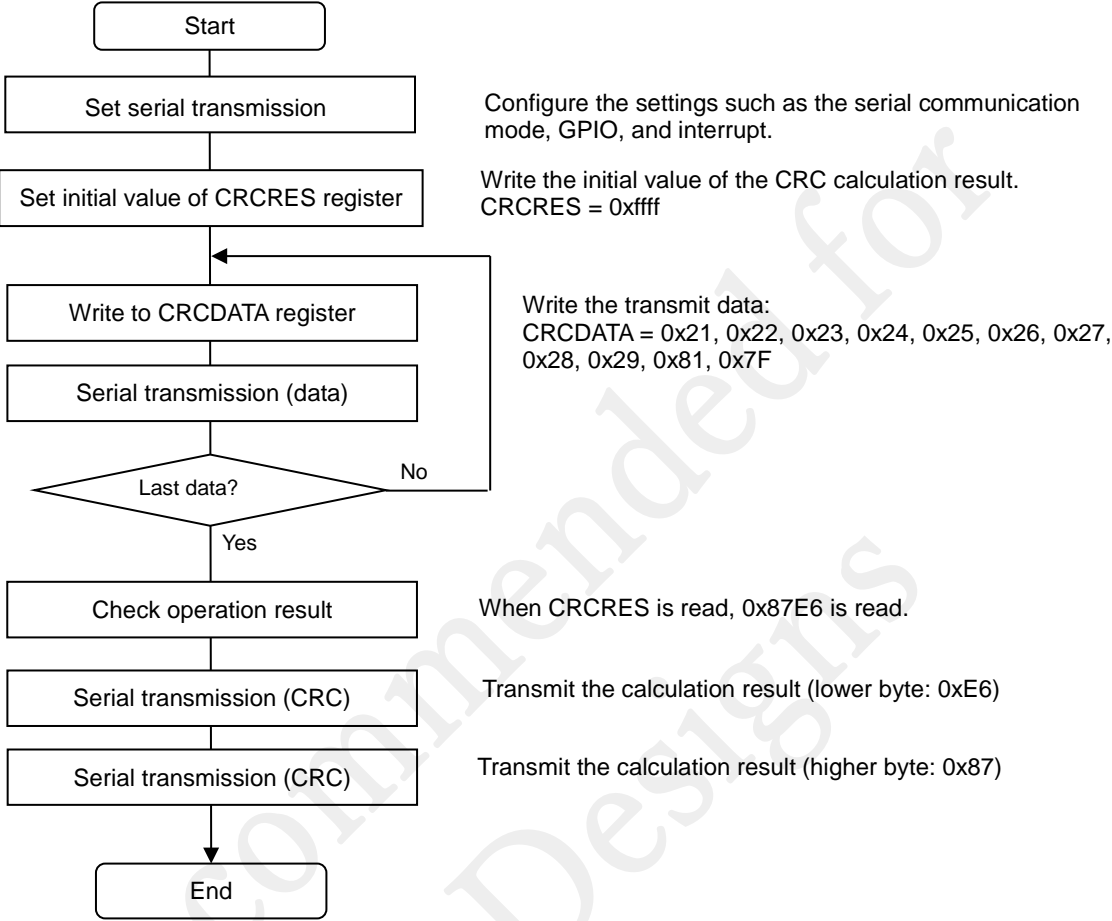 Start
Set serial transmission
Configure the settings such as the serial communication
mode, GPIO, and interrupt.
Set initial value of CRCRES register
Write the initial value of the CRC calculation result.
CRCRES = 0xffff
Write to CRCDATA register
Write the transmit data:
CRCDATA = 0x21, 0x22, 0x23, 0x24, 0x25, 0x26, 0x27,
0x28, 0x29, 0x81, 0x7F
Serial transmission (data)
Last data?
No
Yes
Check operation result
When CRCRES is read, 0x87E6 is read.
Serial transmission (CRC)
Transmit the calculation result (lower byte: 0xE6)
Serial transmission (CRC)
Transmit the calculation result (higher byte: 0x87)
End
commended for
Designs